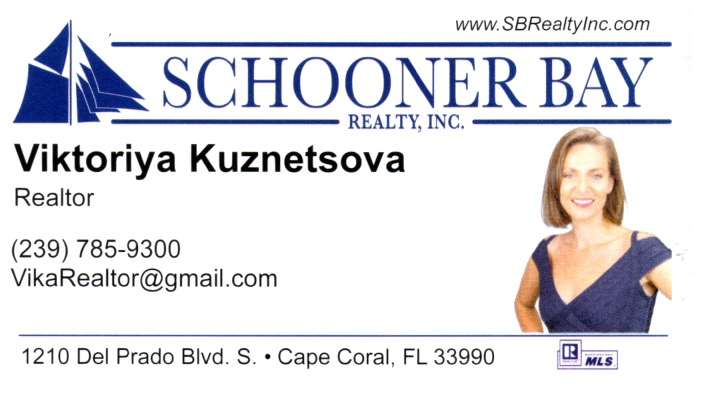 www.SBRealtyInc.com
SCHOONER BAY
REALTY, INC.
Viktoriya Kuznetsova
Realtor
(239) 785-9300
VikaRealtor@gmail.com
1210 Del Prado Blvd. S. • Cape Coral, FL 33990
R
MLS